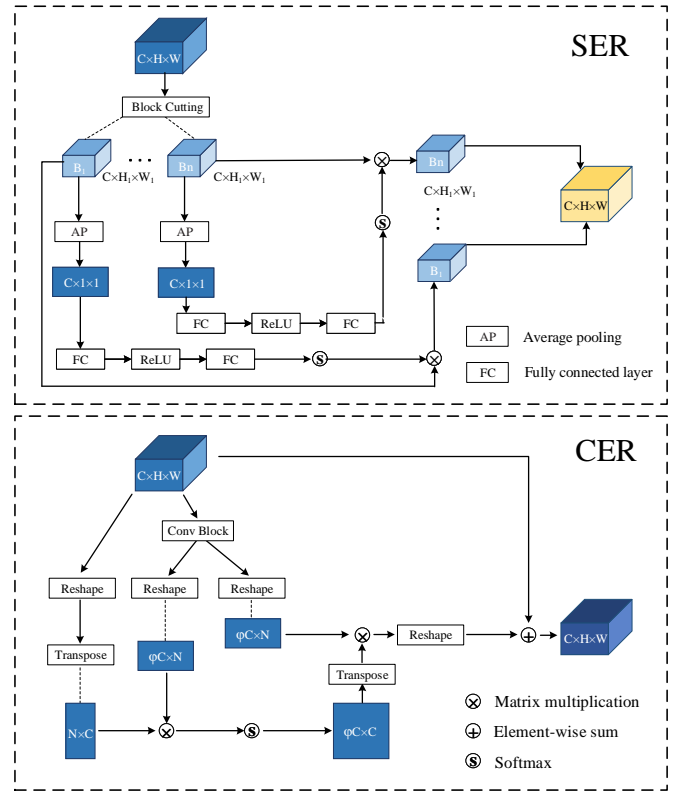 SER
C×H×W
Block Cutting
B₁
Bn
C×H₁×W₁
C×H₁×W₁
AP
AP
C×1×1
C×1×1
FC
ReLU
FC
S
FC
ReLU
FC
S
Bn
C×H₁×W₁
B₁
C×H×W
AP
Average pooling
FC
Fully connected layer
CER
C×H×W
Conv Block
Reshape
Reshape
Reshape
Transpose
φC×N
φC×N
N×C
S
φC×C
Transpose
Reshape
C×H×W
Matrix multiplication
Element-wise sum
S
Softmax